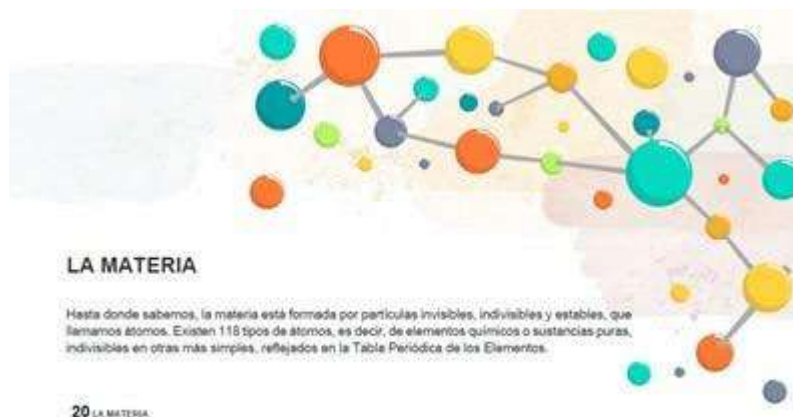 LA MATERIA
Hasta donde sabemos, la materia está formada por partículas invisibles, indivisibles y estables, que
llamamos átomos. Existen 118 tipos de átomos, es decir, de elementos químicos o sustancias puras,
indivisibles en otras más simples, reflejados en la Tabla Periódica de los Elementos.
20 LA MATERIA